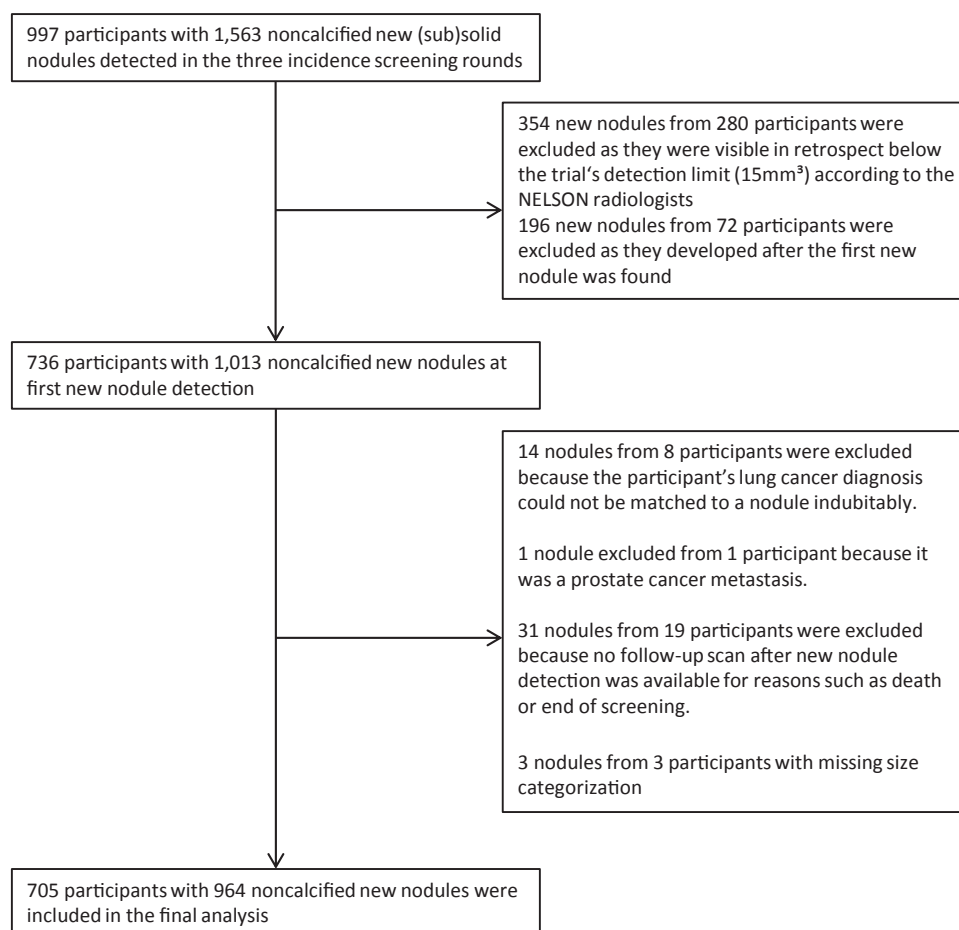 997 participants with 1,563 noncalcified new (sub)solid
nodules detected in the three incidence screening rounds
354 new nodules from 280 participants were
excluded as they were visible in retrospect below
the trial‘s detection limit (15mm³) according to the
NELSON radiologists
196 new nodules from 72 participants were
excluded as they developed after the first new
nodule was found
736 participants with 1,013 noncalcified new nodules at
first new nodule detection
14 nodules from 8 participants were excluded
because the participant’s lung cancer diagnosis
could not be matched to a nodule indubitably.
1 nodule excluded from 1 participant because it
was a prostate cancer metastasis.
31 nodules from 19 participants were excluded
because no follow-up scan after new nodule
detection was available for reasons such as death
or end of screening.
3 nodules from 3 participants with missing size
categorization
705 participants with 964 noncalcified new nodules were
included in the final analysis